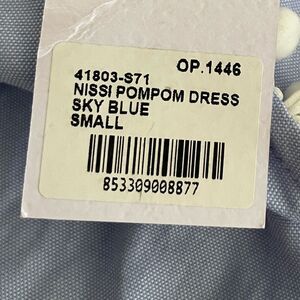 OP.1446
41803-S71
NISSI POMPOM DRESS
SKY BLUE
SMALL
853309008877